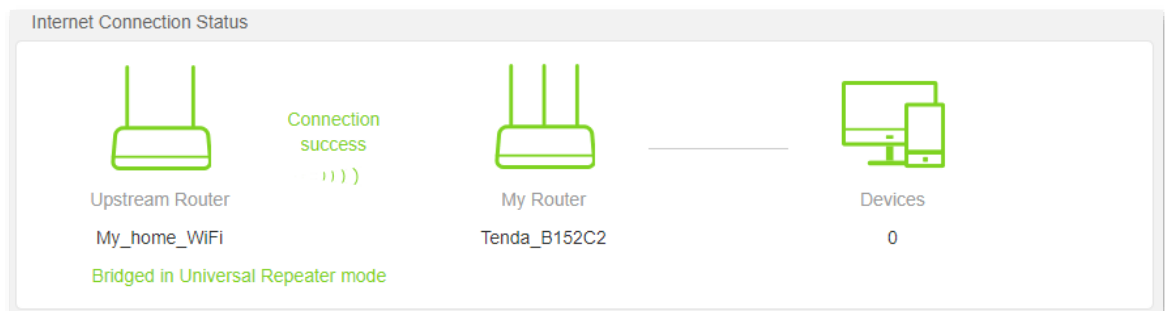 Internet Connection Status
Connection
success
Upstream Router
My Router
Devices
My_home_WiFi
Tenda_B152C2
0
Bridged in Universal Repeater mode